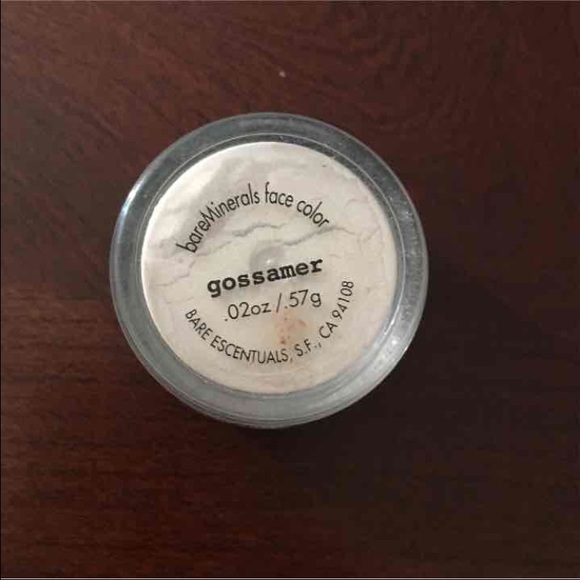 bareMinerals face color
gossamer
.02oz/.57g
BARE ESCENTUALS, S.F., CA 94108